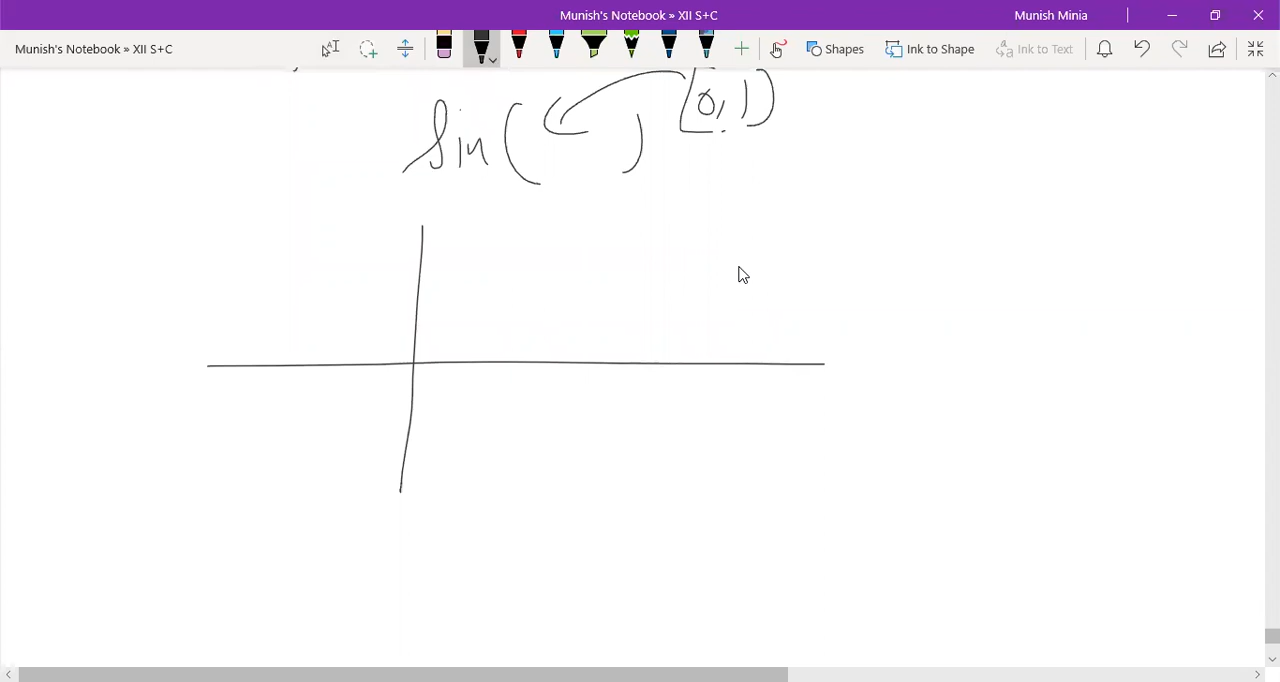 Munish's Notebook » XII S+C
Munish Minia
Munish's Notebook » XII S+C
Shapes
Ink to Shape
Ink to Text
Sin( ) [0,1)